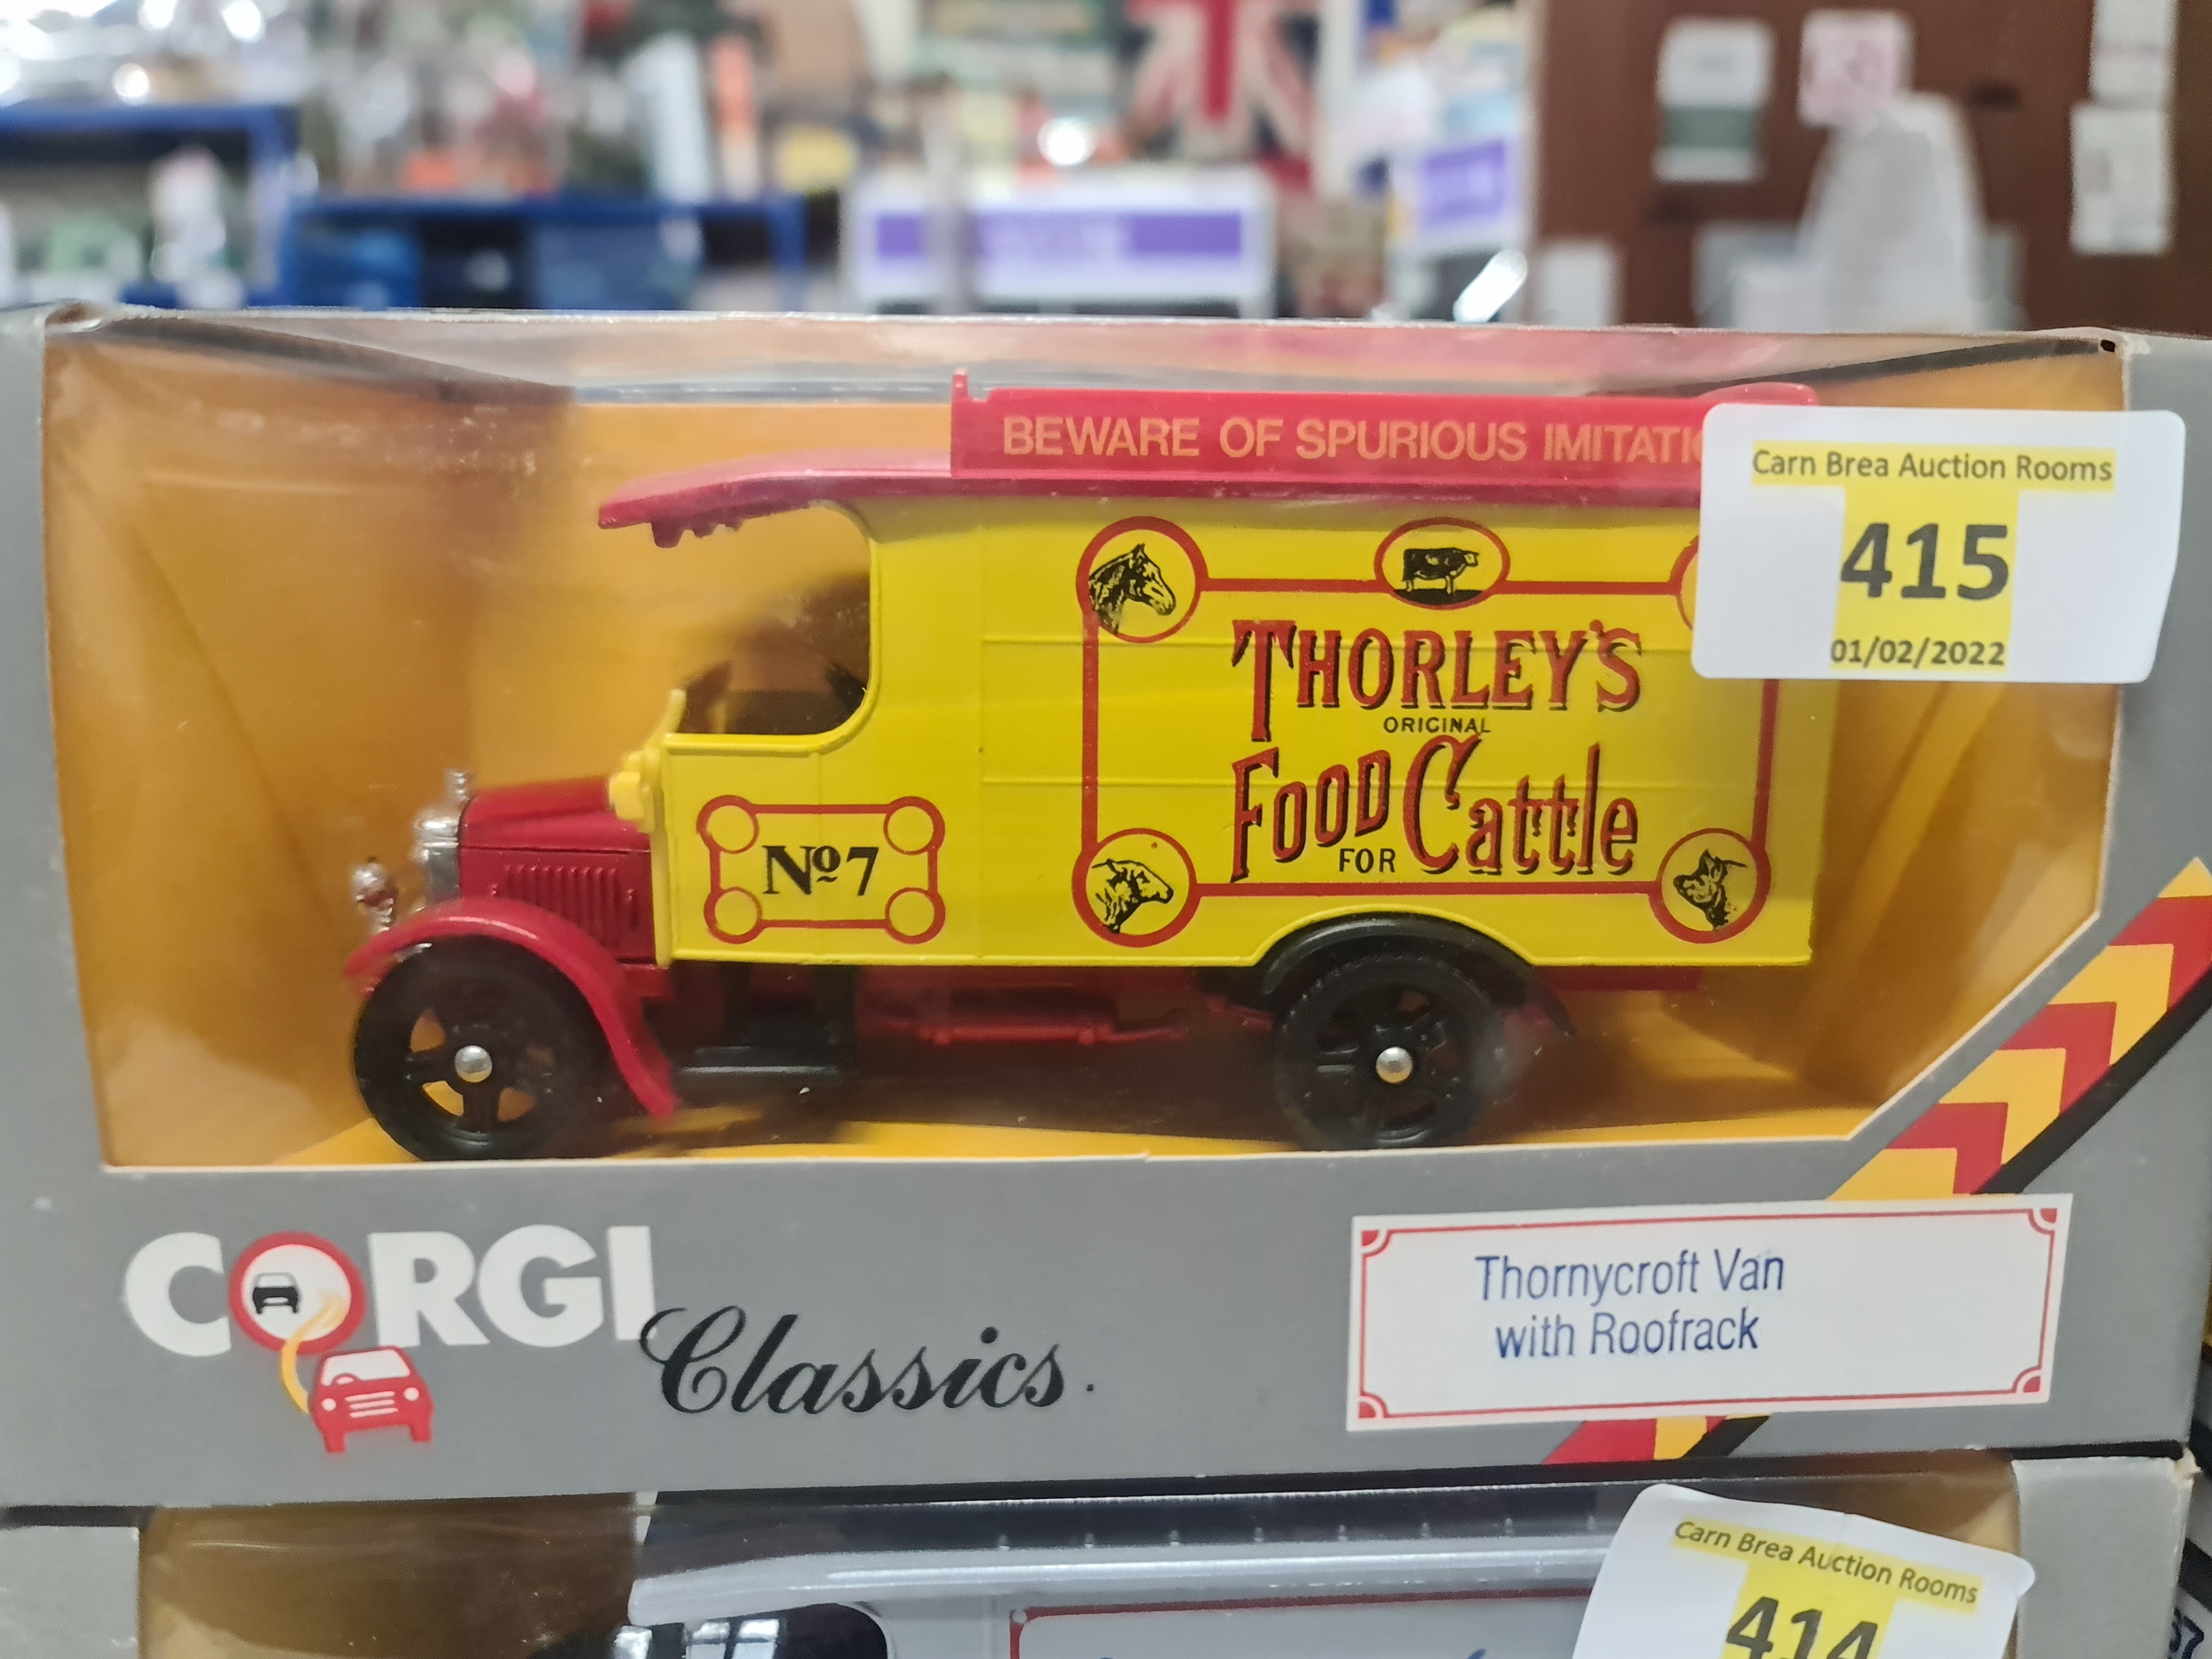 BEWARE OF SPURIOUS IMITATIO
Carn Brea Auction Rooms
415
01/02/2022
THORLEY'S
ORIGINAL
FOOD FOR Cattle
Nº7
CORGI
Classics.
Thornycroft Van
with Roofrack
Carn Brea Auction Rooms
414